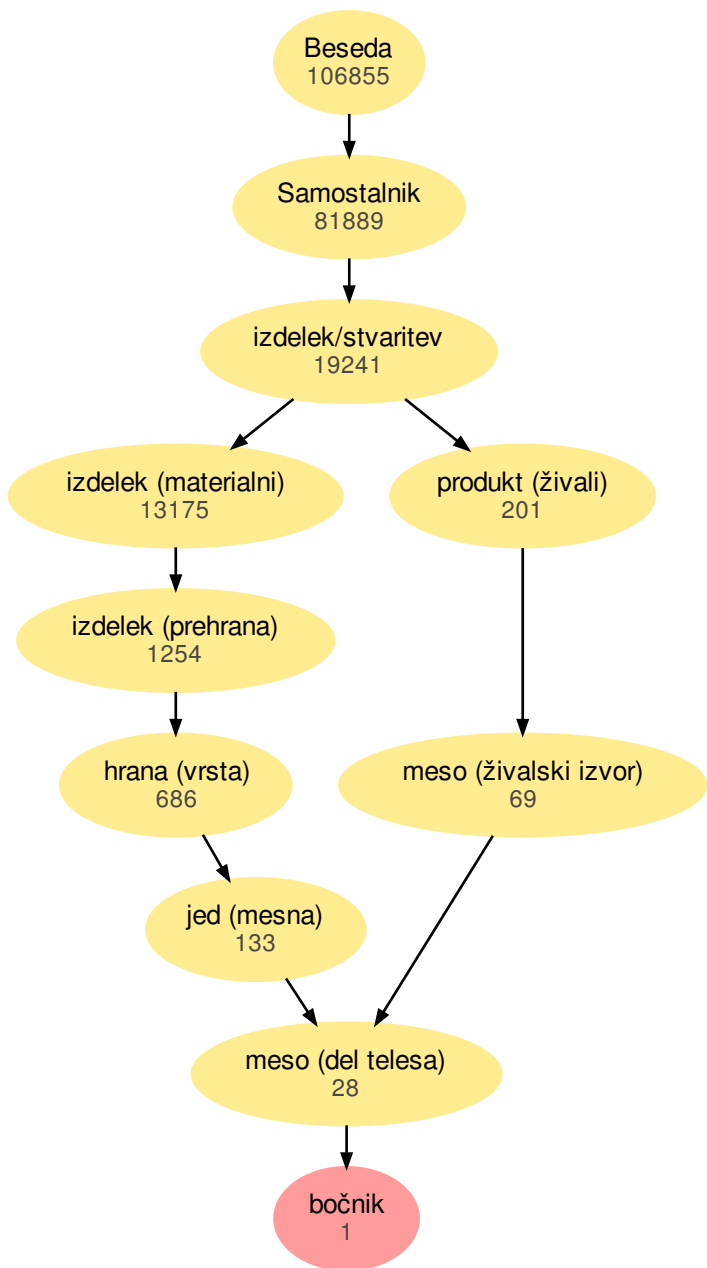 Beseda
106855
Samostalnik
81889
izdelek/stvaritev
19241
izdelek (materialni)
13175
produkt (živali)
201
izdelek (prehrana)
1254
hrana (vrsta)
686
meso (živalski izvor)
69
jed (mesna)
133
meso (del telesa)
28
bočnik
1